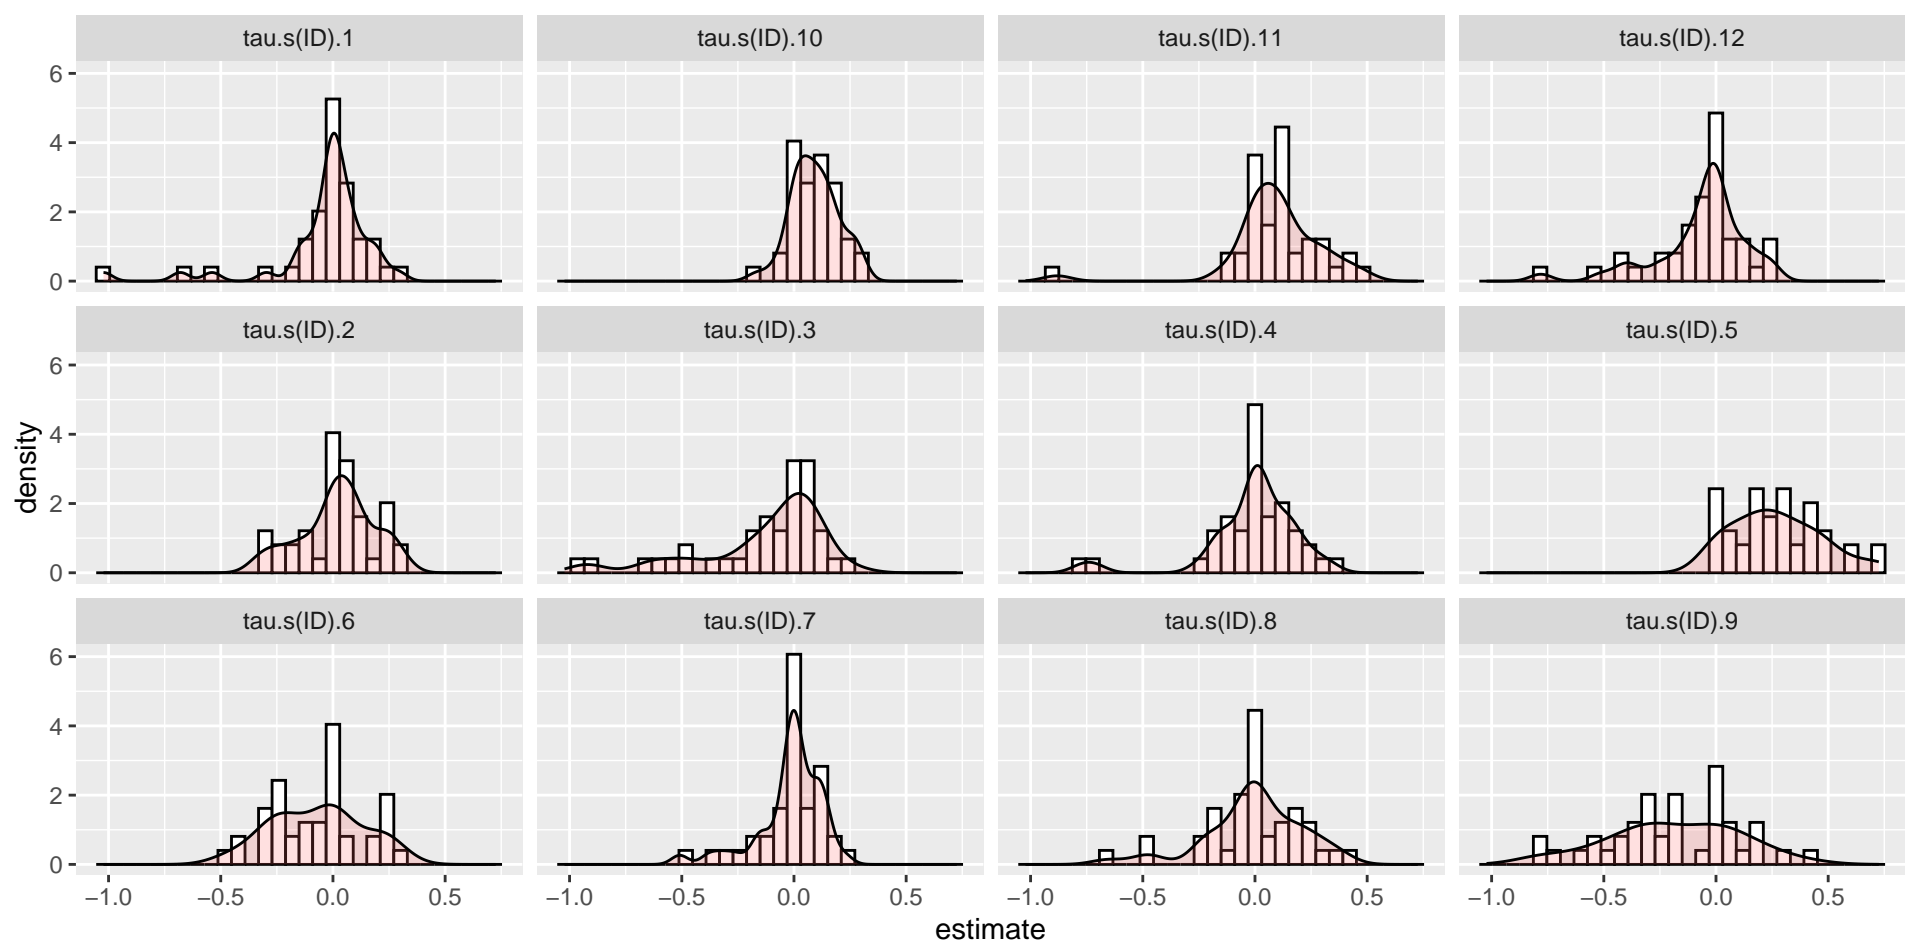 tau.s(ID).1 tau.s(ID).10 tau.s(ID).11 tau.s(ID).12
6
4
2
0
tau.s(ID).2 tau.s(ID).3 tau.s(ID).4 tau.s(ID).5
6
4
2
0
density
tau.s(ID).6 tau.s(ID).7 tau.s(ID).8 tau.s(ID).9
6
4
2
0
−1.0 −0.5 0.0 0.5 −1.0 −0.5 0.0 0.5 −1.0 −0.5 0.0 0.5 −1.0 −0.5 0.0 0.5
estimate